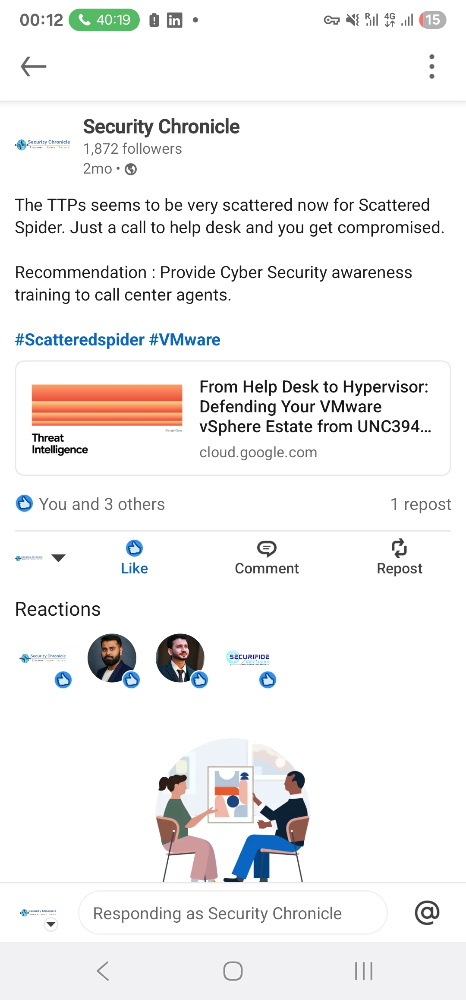 00:12 40:19 in R 4G 15
Security Chronicle
Security Chronicle
Discover Aware Secure
1,872 followers
2mo •
The TTPs seems to be very scattered now for Scattered
Spider. Just a call to help desk and you get compromised.
Recommendation : Provide Cyber Security awareness
training to call center agents.
#Scatteredspider #VMware
From Help Desk to Hypervisor:
Defending Your VMware
vSphere Estate from UNC394...
cloud.google.com
Google Cloud
Threat
Intelligence
You and 3 others 1 repost
Security Chronicle
Like Comment Repost
Reactions
Security Chronicle
Discover Aware Secure
SECURIFIDE
ADVISORY
EMPOWERING YOUR SECURITY
Security Chronicle
Responding as Security Chronicle @